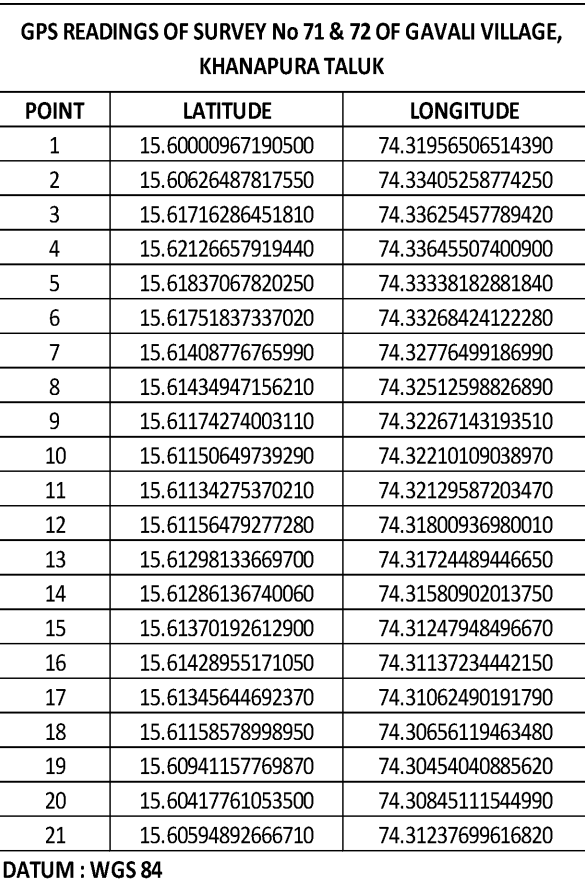 GPS READINGS OF SURVEY No 71 & 72 OF GAVALI VILLAGE,
KHANAPURA TALUK
POINT LATITUDE LONGITUDE
1 15.60000967190500 74.31956506514390
2 15.60626487817550 74.33405258774250
3 15.61716286451810 74.33625457789420
4 15.62126657919440 74.33645507400900
5 15.61837067820250 74.33338182881840
6 15.61751837337020 74.33268424122280
7 15.61408776765990 74.32776499186990
8 15.61434947156210 74.32512598826890
9 15.61174274003110 74.32267143193510
10 15.61150649739290 74.32210109038970
11 15.61134275370210 74.32129587203470
12 15.61156479277280 74.31800936980010
13 15.61298133669700 74.31724489446650
14 15.61286136740060 74.31580902013750
15 15.61370192612900 74.31247948496670
16 15.61428955171050 74.31137234442150
17 15.61345644692370 74.31062490191790
18 15.61158578998950 74.30656119463480
19 15.60941157769870 74.30454040885620
20 15.60417761053500 74.30845111544990
21 15.60594892666710 74.31237699616820
DATUM : WGS 84